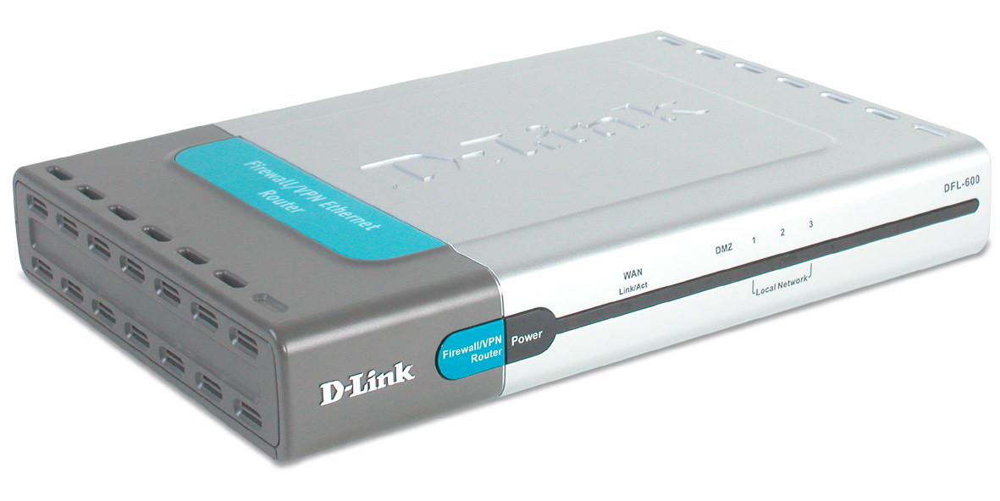 D-Link
Firewall/VPN Ethernet
Router
DFL-600
WAN
Link/Act
DMZ 1 2 3
Local Network
Firewall/VPN
Router
Power
D-Link